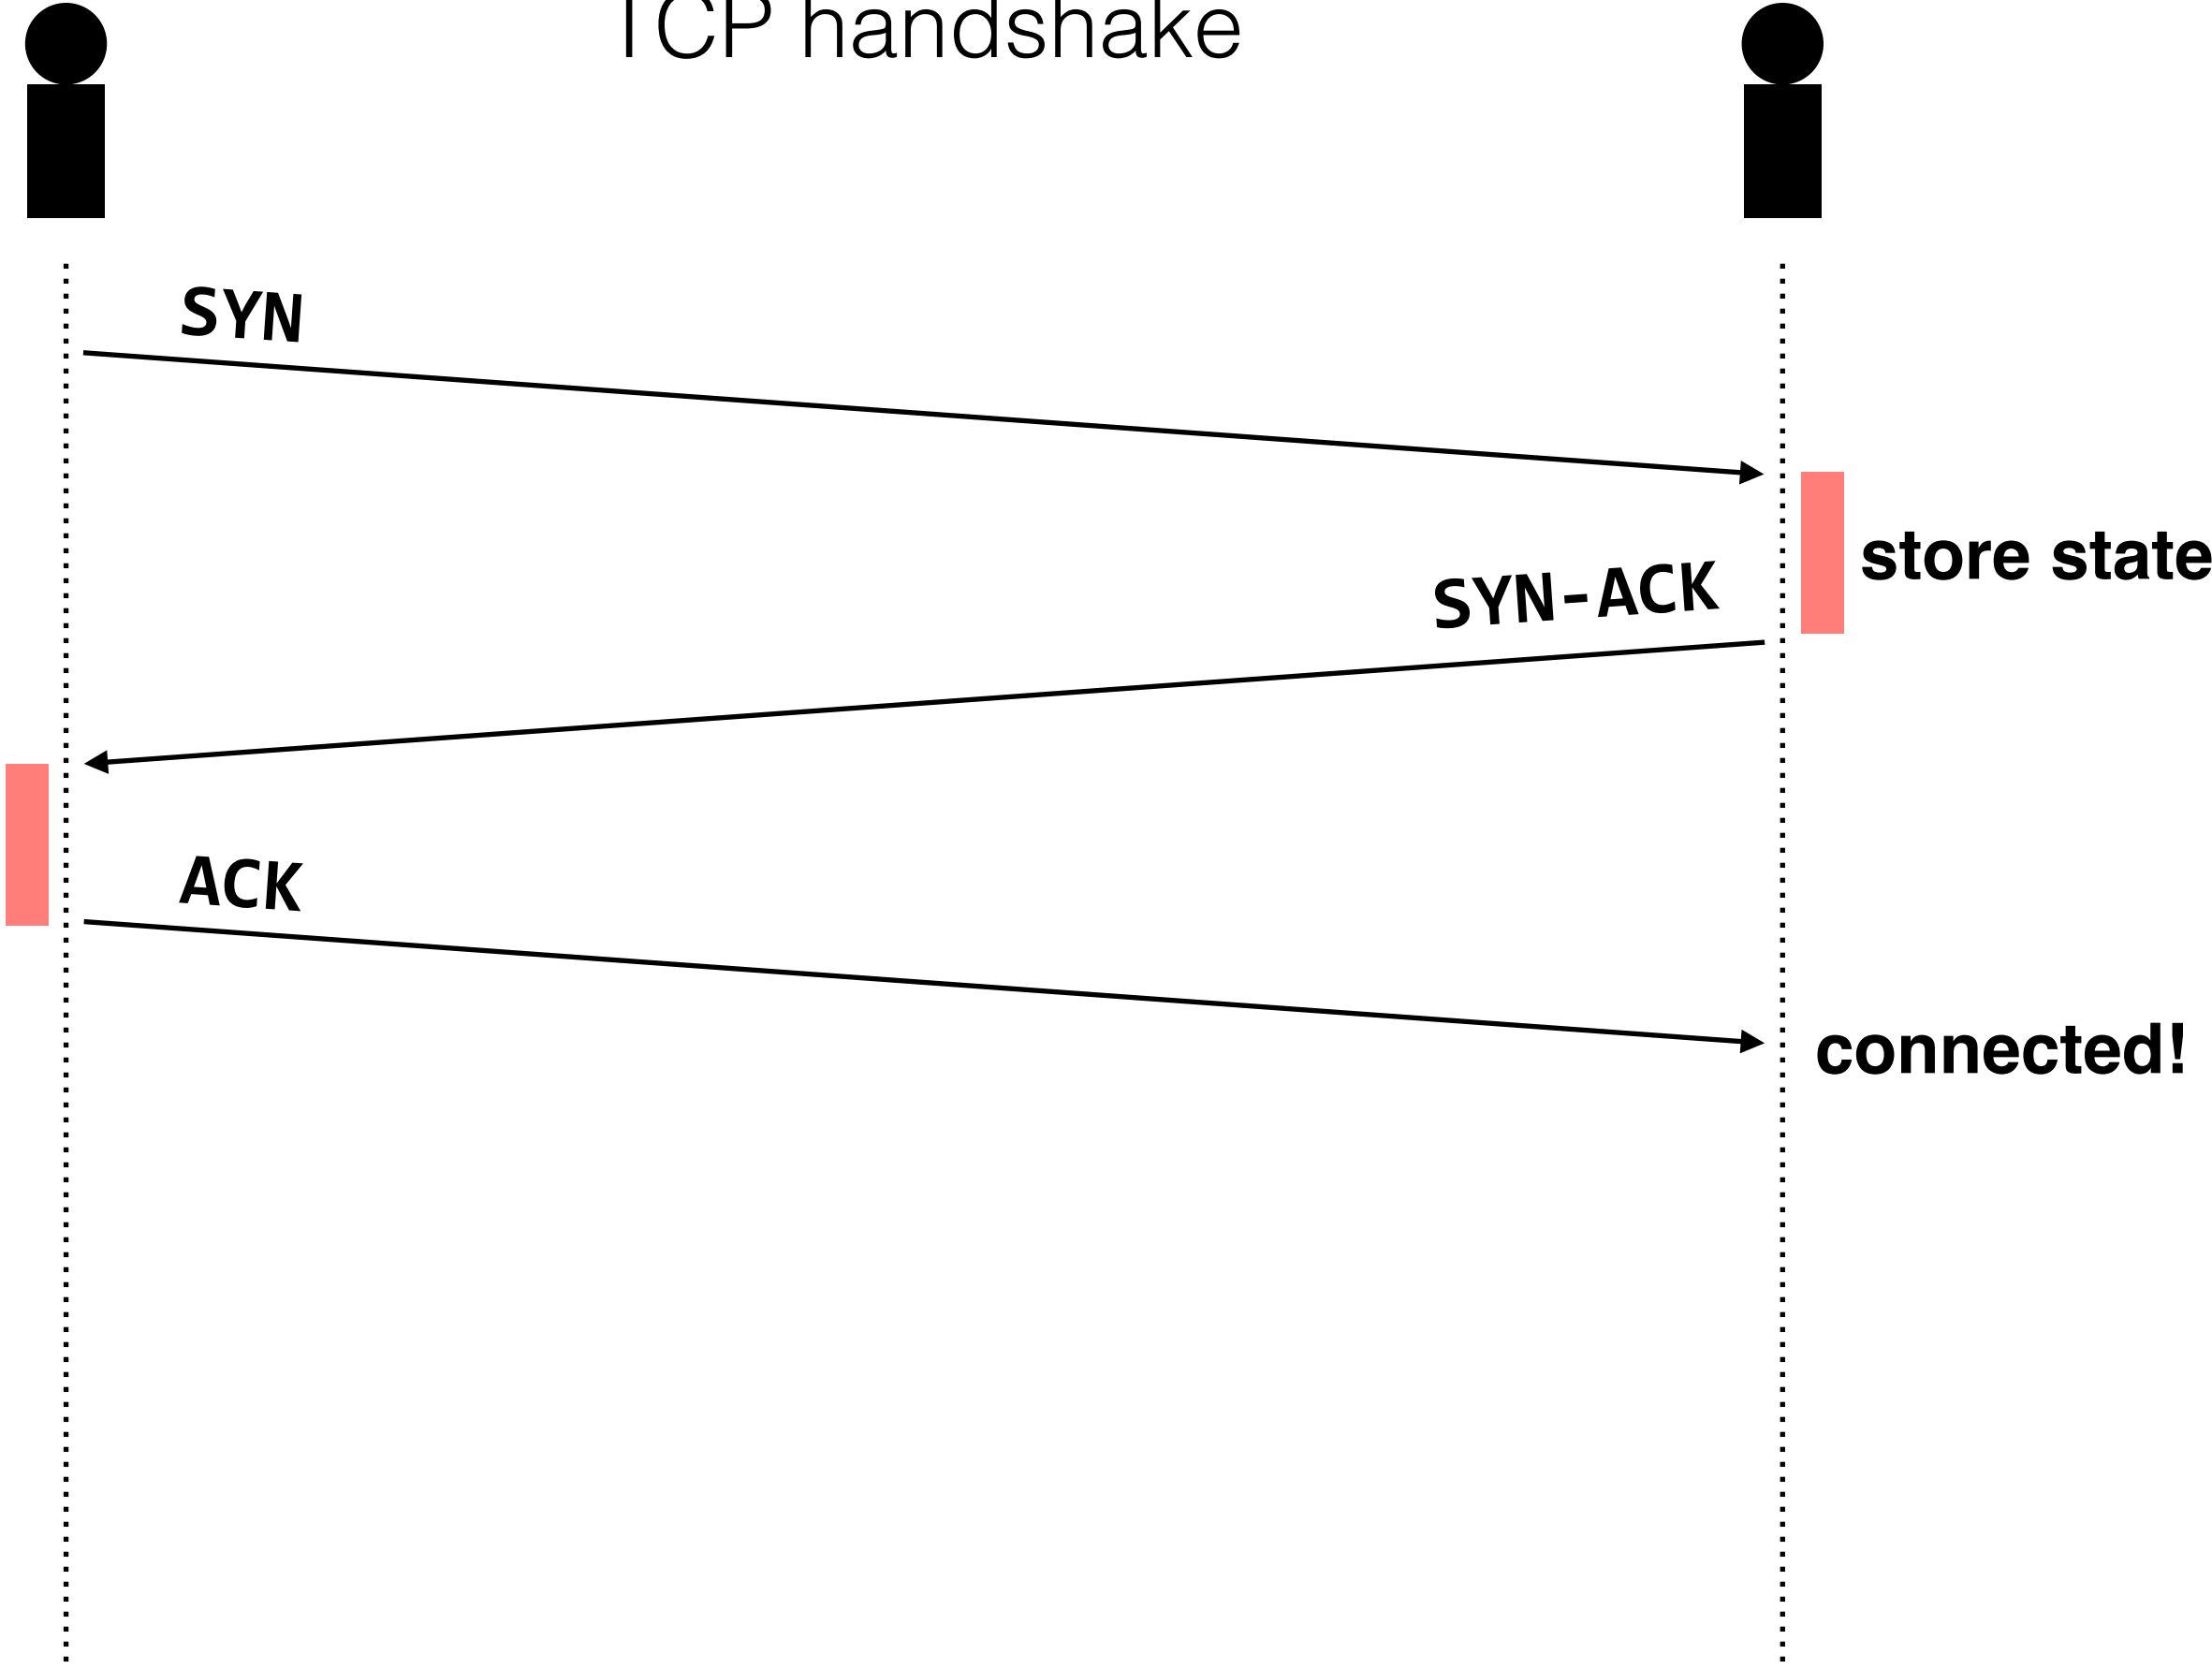 TCP handshake
SYN
store state
SYN-ACK
ACK
connected!